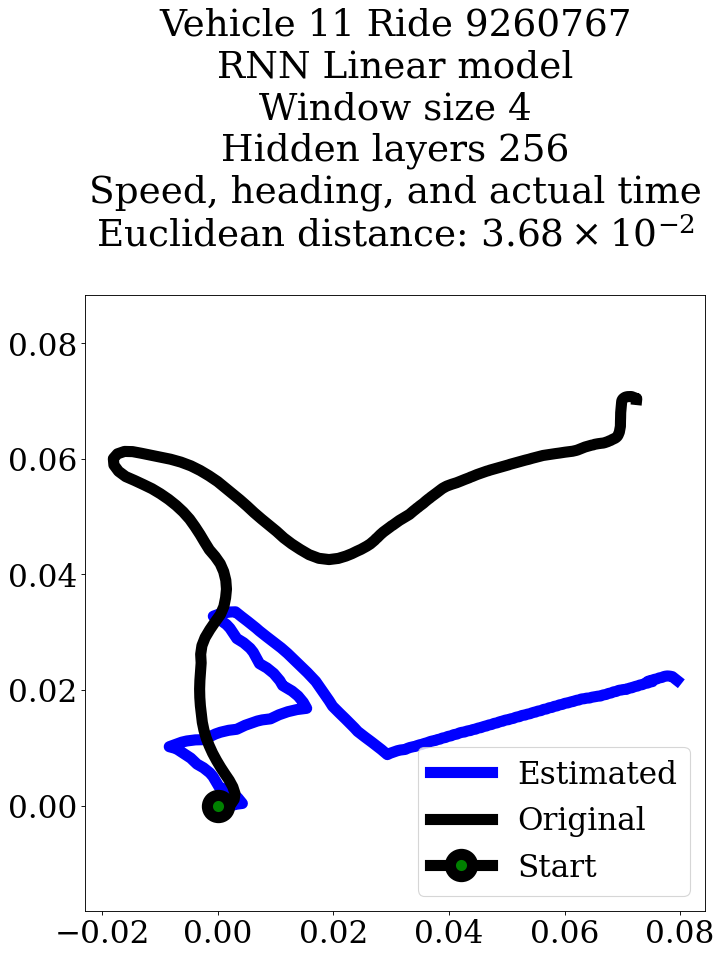 Vehicle 11 Ride 9260767
RNN Linear model
Window size 4
Hidden layers 256
Speed, heading, and actual time
Euclidean distance: 3.68 × 10⁻²
0.08
0.06
0.04
0.02
0.00
Estimated
Original
Start
−0.02 0.00 0.02 0.04 0.06 0.08